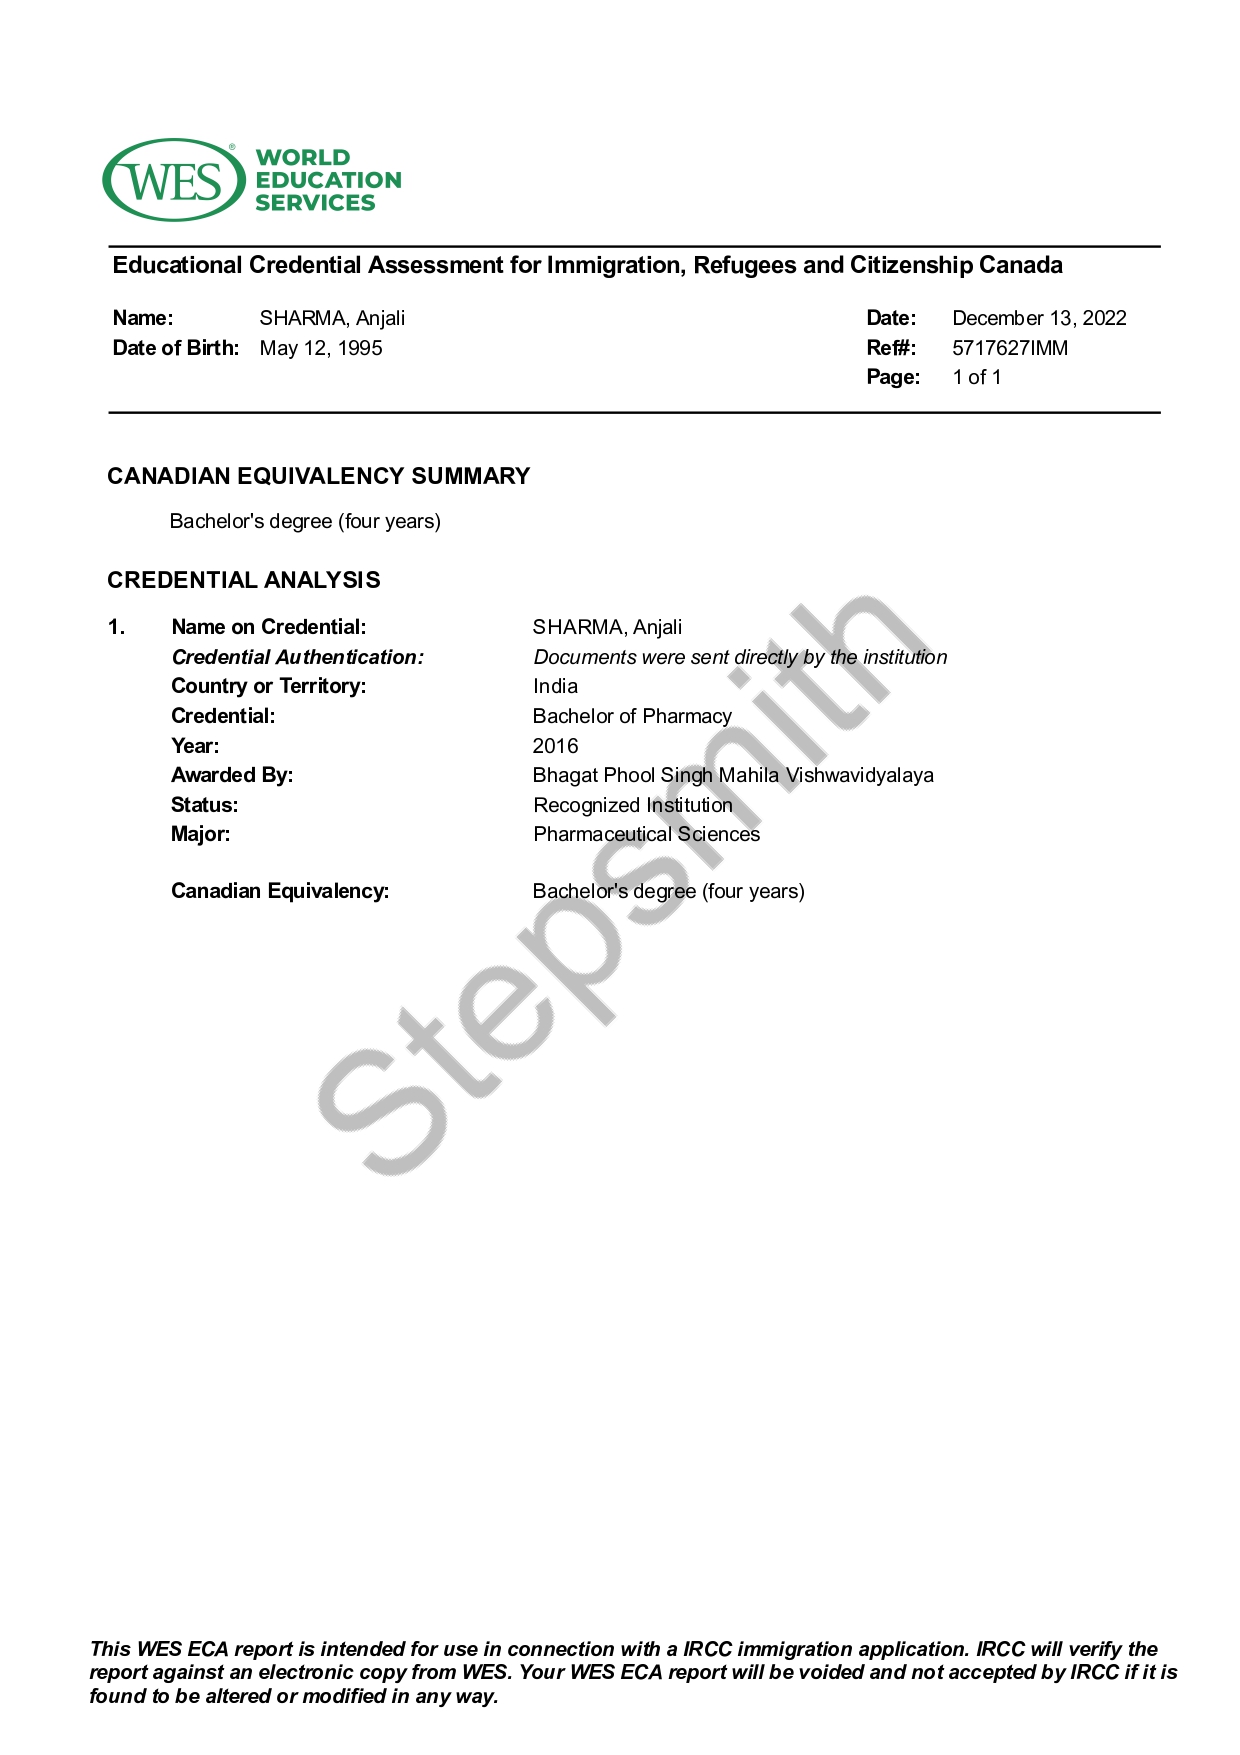 WES®
WORLD
EDUCATION
SERVICES
Educational Credential Assessment for Immigration, Refugees and Citizenship Canada
Name: SHARMA, Anjali Date: December 13, 2022
Date of Birth: May 12, 1995 Ref#: 5717627IMM
Page: 1 of 1
CANADIAN EQUIVALENCY SUMMARY
Bachelor's degree (four years)
CREDENTIAL ANALYSIS
1. Name on Credential: SHARMA, Anjali
Credential Authentication: Documents were sent directly by the institution
Country or Territory: India
Credential: Bachelor of Pharmacy
Year: 2016
Awarded By: Bhagat Phool Singh Mahila Vishwavidyalaya
Status: Recognized Institution
Major: Pharmaceutical Sciences
Canadian Equivalency: Bachelor's degree (four years)
Stepsmith
This WES ECA report is intended for use in connection with a IRCC immigration application. IRCC will verify the
report against an electronic copy from WES. Your WES ECA report will be voided and not accepted by IRCC if it is
found to be altered or modified in any way.